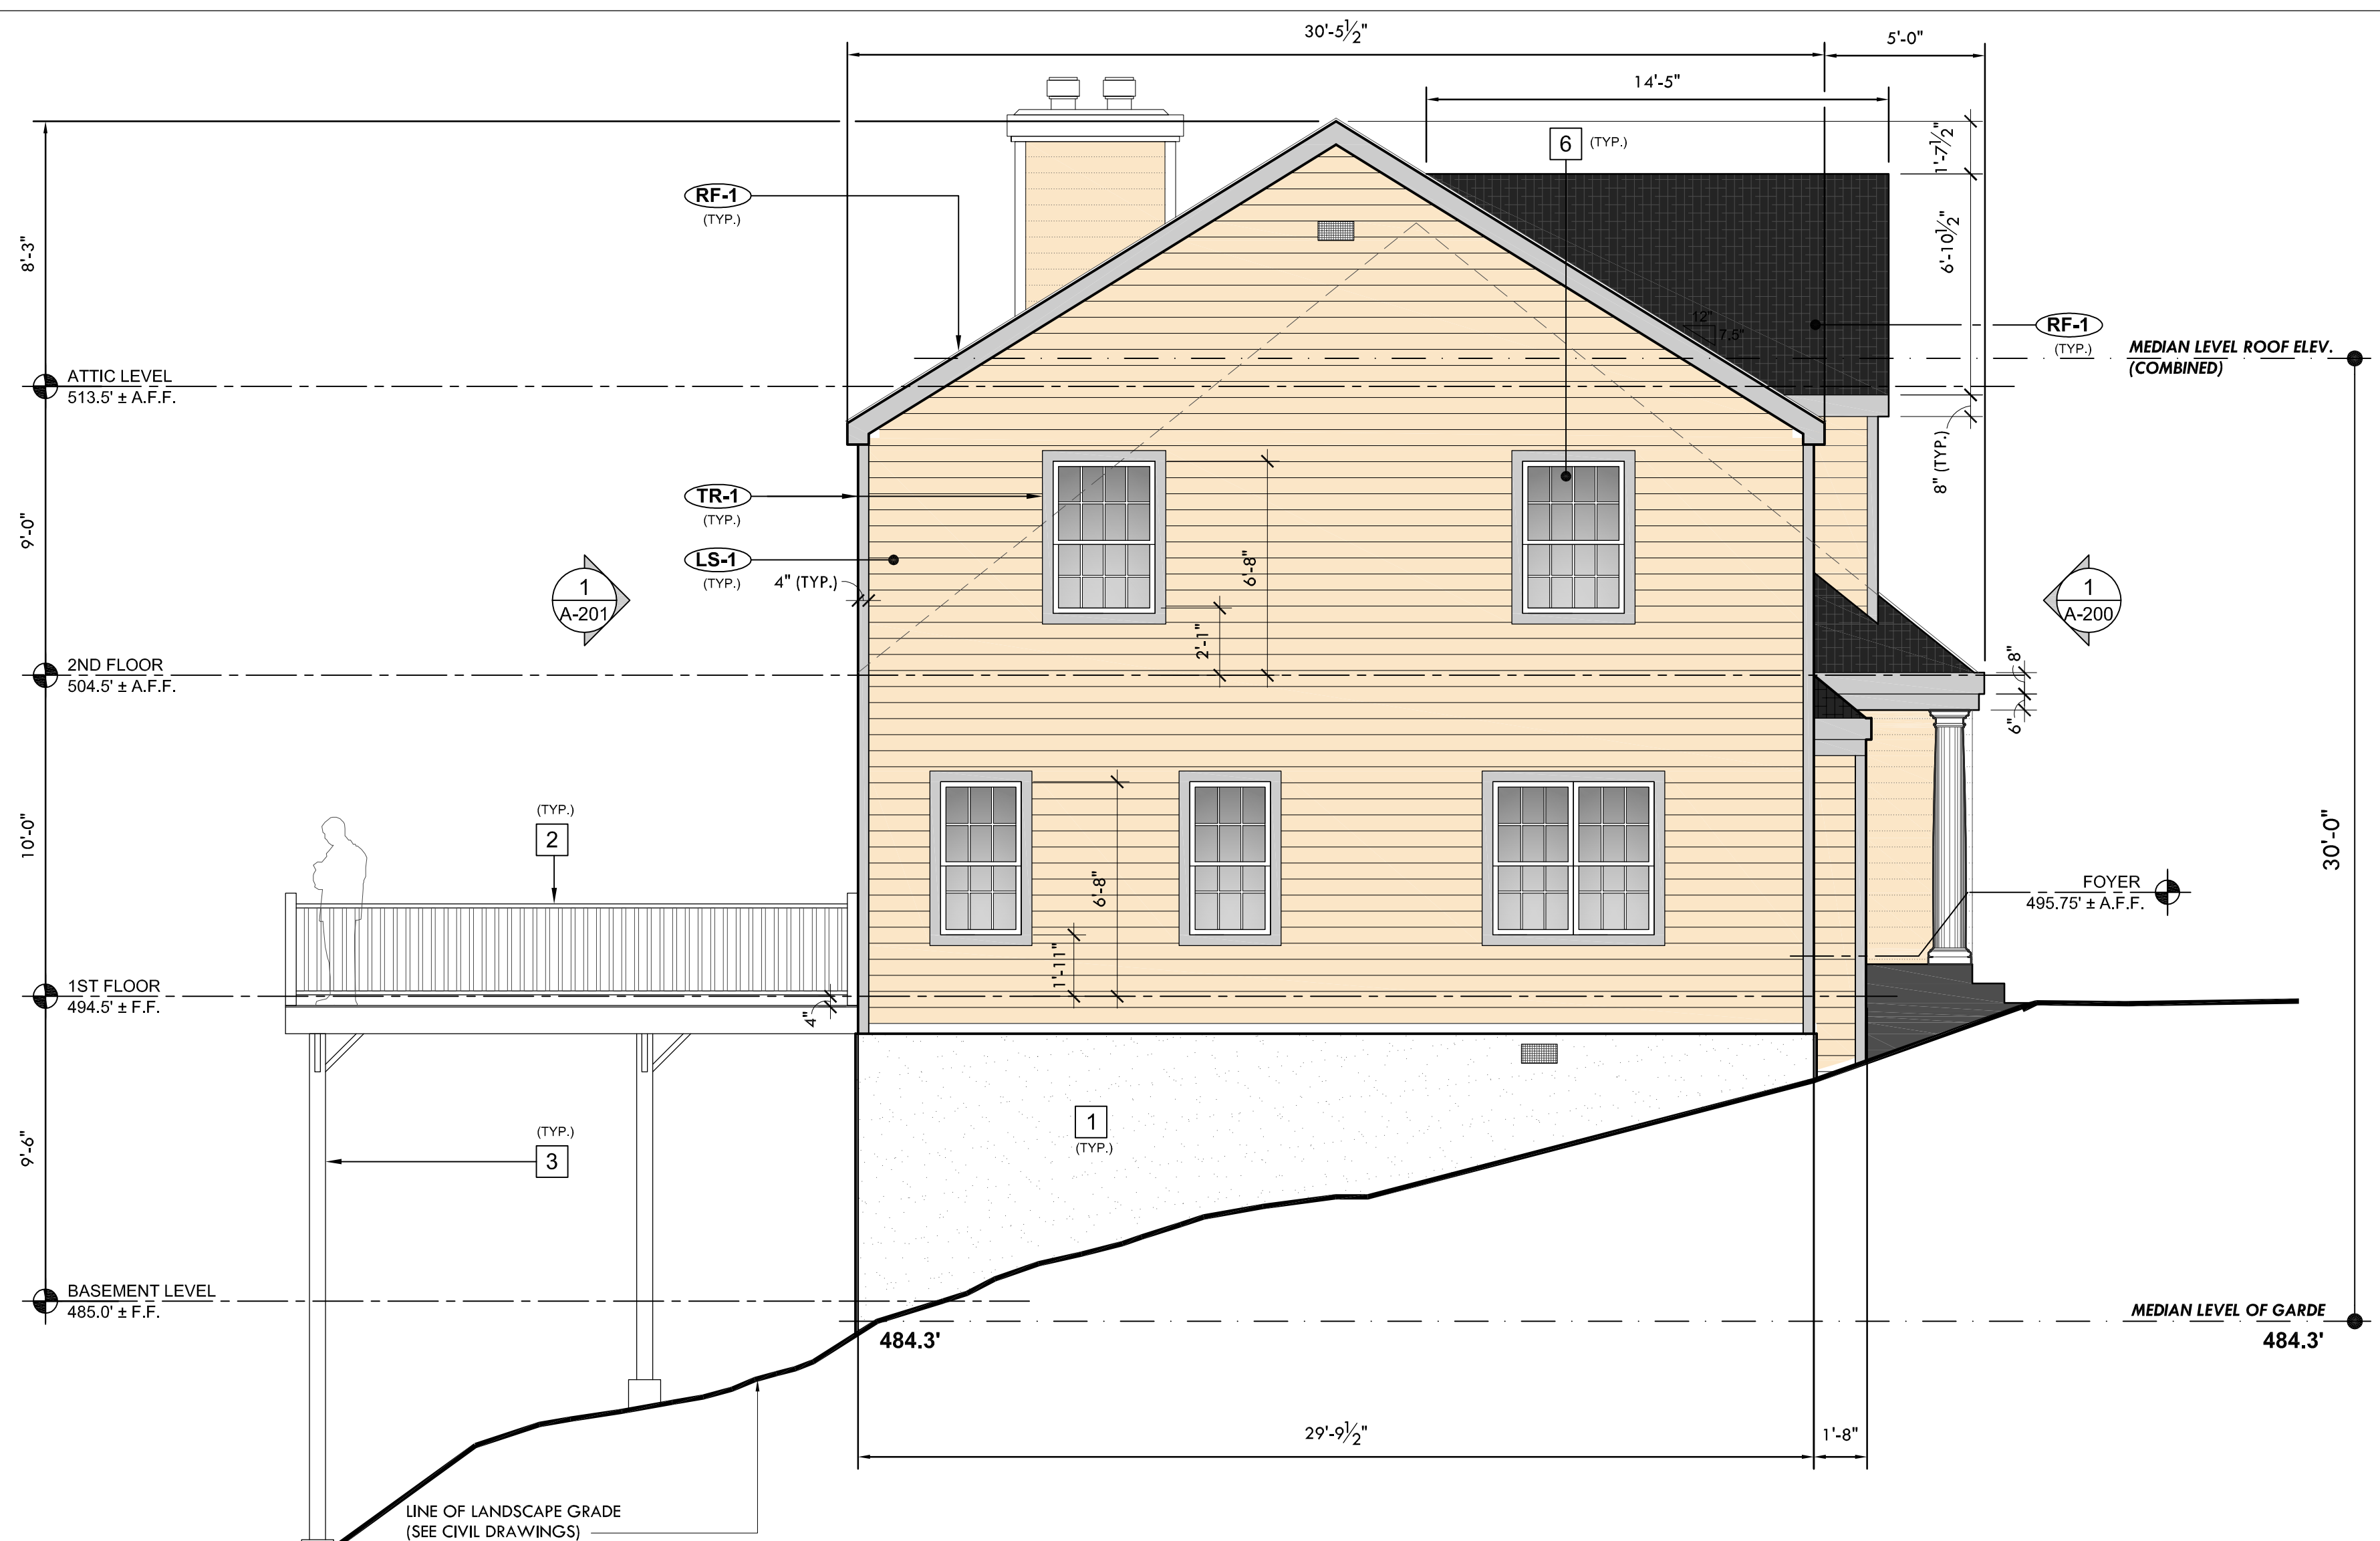 30'-5½"
5'-0"
14'-5"
6 (TYP.)
1'-7½"
RF-1
(TYP.)
6'-10½"
8'-3"
12"
7.5"
RF-1
(TYP.)
MEDIAN LEVEL ROOF ELEV.
(COMBINED)
ATTIC LEVEL
513.5' ± A.F.F.
8" (TYP.)
TR-1
(TYP.)
9'-0"
LS-1
(TYP.)
4" (TYP.)
6'-8"
1
A-201
1
A-200
2'-1"
2ND FLOOR
504.5' ± A.F.F.
8"
6"
(TYP.)
2
10'-0"
30'-0"
6'-8"
FOYER
495.75' ± A.F.F.
1'-11"
1ST FLOOR
494.5' ± F.F.
4"
1
(TYP.)
(TYP.)
3
9'-6"
BASEMENT LEVEL
485.0' ± F.F.
MEDIAN LEVEL OF GARDE
484.3'
484.3'
29'-9½"
1'-8"
LINE OF LANDSCAPE GRADE
(SEE CIVIL DRAWINGS)